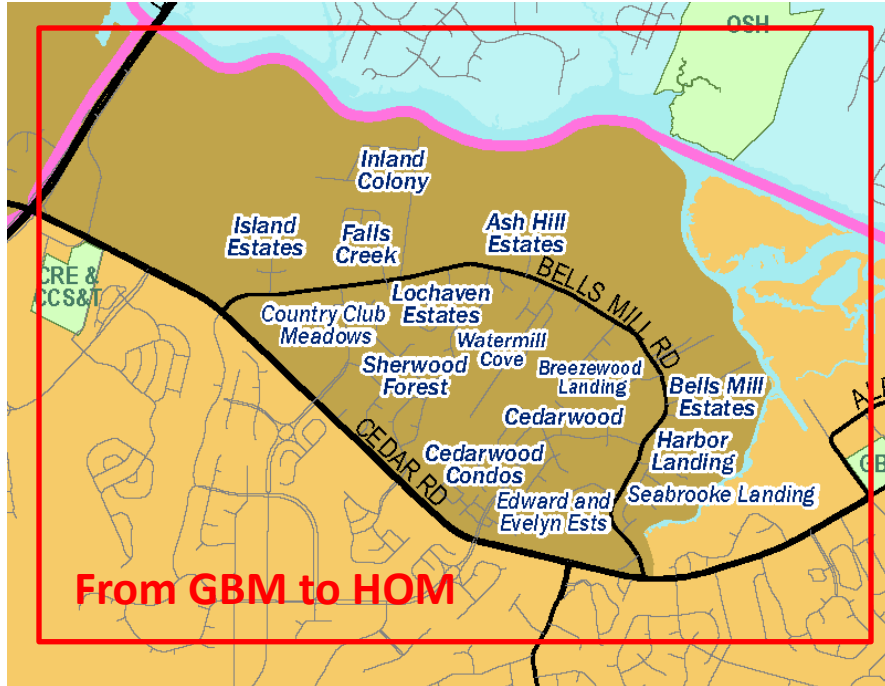 OSH
Inland
Colony
Island
Estates
Falls
Creek
Ash Hill
Estates
CRE &
CCS&T
BELLS MILL RD
Lochaven
Estates
Country Club
Meadows
Watermill
Cove
Sherwood
Forest
Breezewood
Landing
Bells Mill
Estates
Cedarwood
CEDAR RD
Harbor
Landing
Cedarwood
Condos
GB
Edward and
Evelyn Ests
Seabrooke Landing
From GBM to HOM